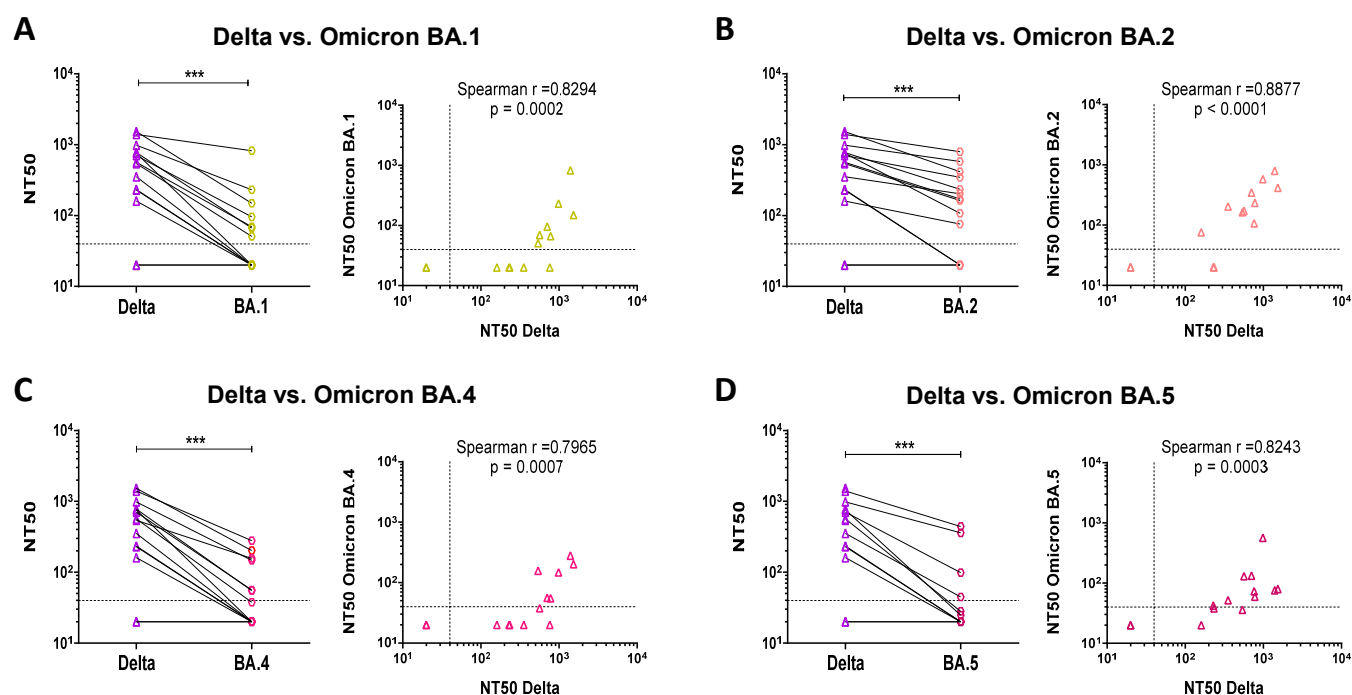 A
Delta vs. Omicron BA.1
***
NT50
10⁴
10³
10²
10¹
Delta
BA.1
Spearman r =0.8294
p = 0.0002
NT50 Omicron BA.1
10⁴
10³
10²
10¹
10¹
10²
10³
10⁴
NT50 Delta
B
Delta vs. Omicron BA.2
***
NT50
10⁴
10³
10²
10¹
Delta
BA.2
Spearman r =0.8877
p < 0.0001
NT50 Omicron BA.2
10⁴
10³
10²
10¹
10¹
10²
10³
10⁴
NT50 Delta
C
Delta vs. Omicron BA.4
***
NT50
10⁴
10³
10²
10¹
Delta
BA.4
Spearman r =0.7965
p = 0.0007
NT50 Omicron BA.4
10⁴
10³
10²
10¹
10¹
10²
10³
10⁴
NT50 Delta
D
Delta vs. Omicron BA.5
***
NT50
10⁴
10³
10²
10¹
Delta
BA.5
Spearman r =0.8243
p = 0.0003
NT50 Omicron BA.5
10⁴
10³
10²
10¹
10¹
10²
10³
10⁴
NT50 Delta